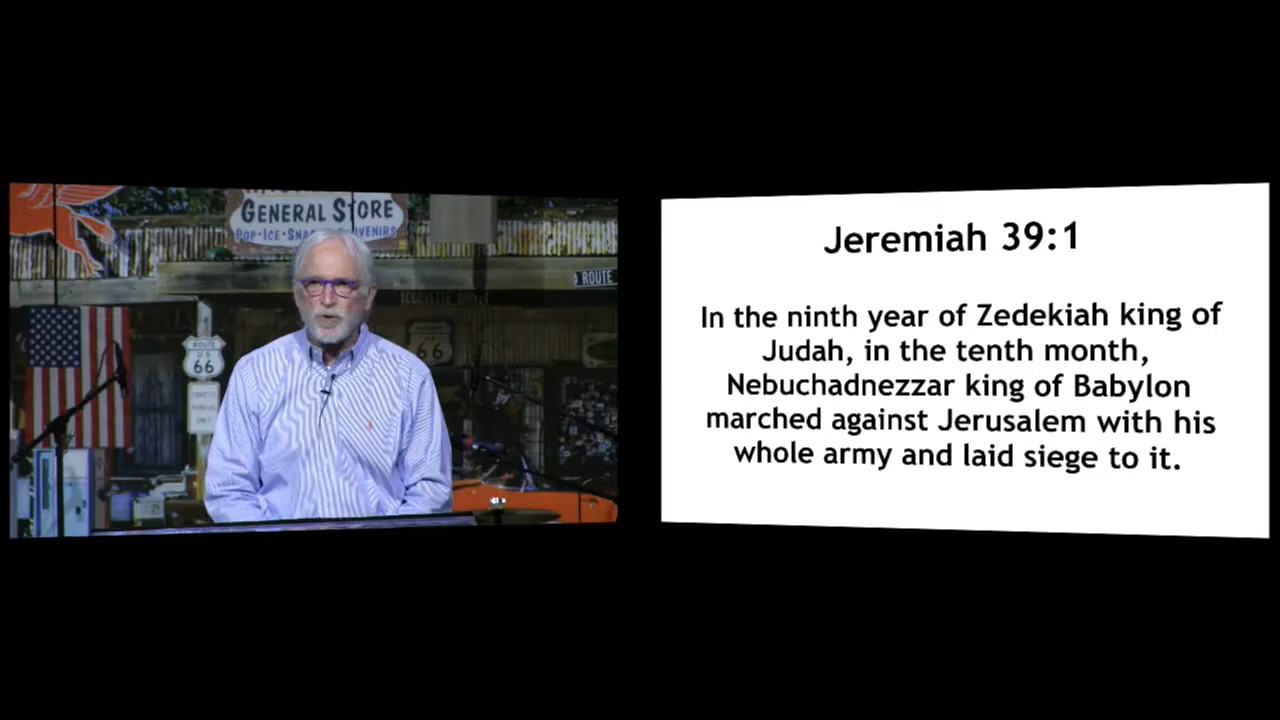 GENERAL STORE
POP·ICE·
ROUTE
ROUTE
U S
66
66
Jeremiah 39:1
In the ninth year of Zedekiah king of
Judah, in the tenth month,
Nebuchadnezzar king of Babylon
marched against Jerusalem with his
whole army and laid siege to it.